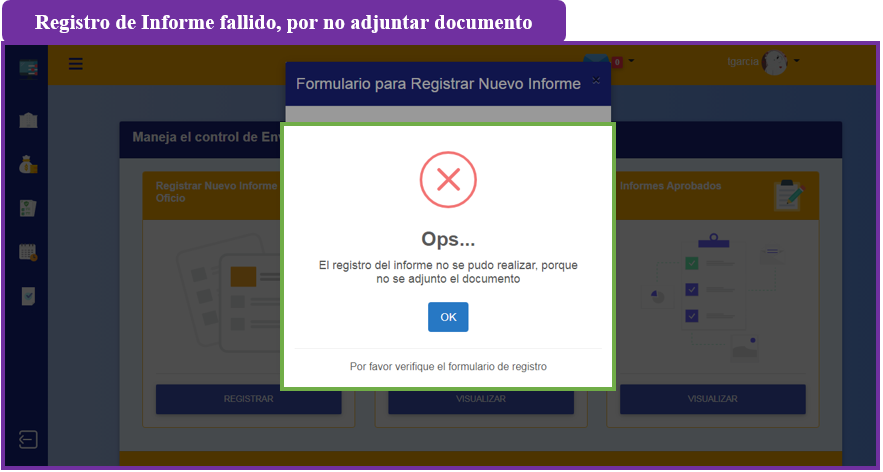 Registro de Informe fallido, por no adjuntar documento
6
fgarcia
Formulario para Registrar Nuevo Informe
×
Maneja el control de En
Registrar Nuevo Informe
Oficio
Informes Aprobados
Ops...
El registro del informe no se pudo realizar, porque
no se adjunto el documento
OK
Por favor verifique el formulario de registro
REGISTRAR
VISUALIZAR
VISUALIZAR